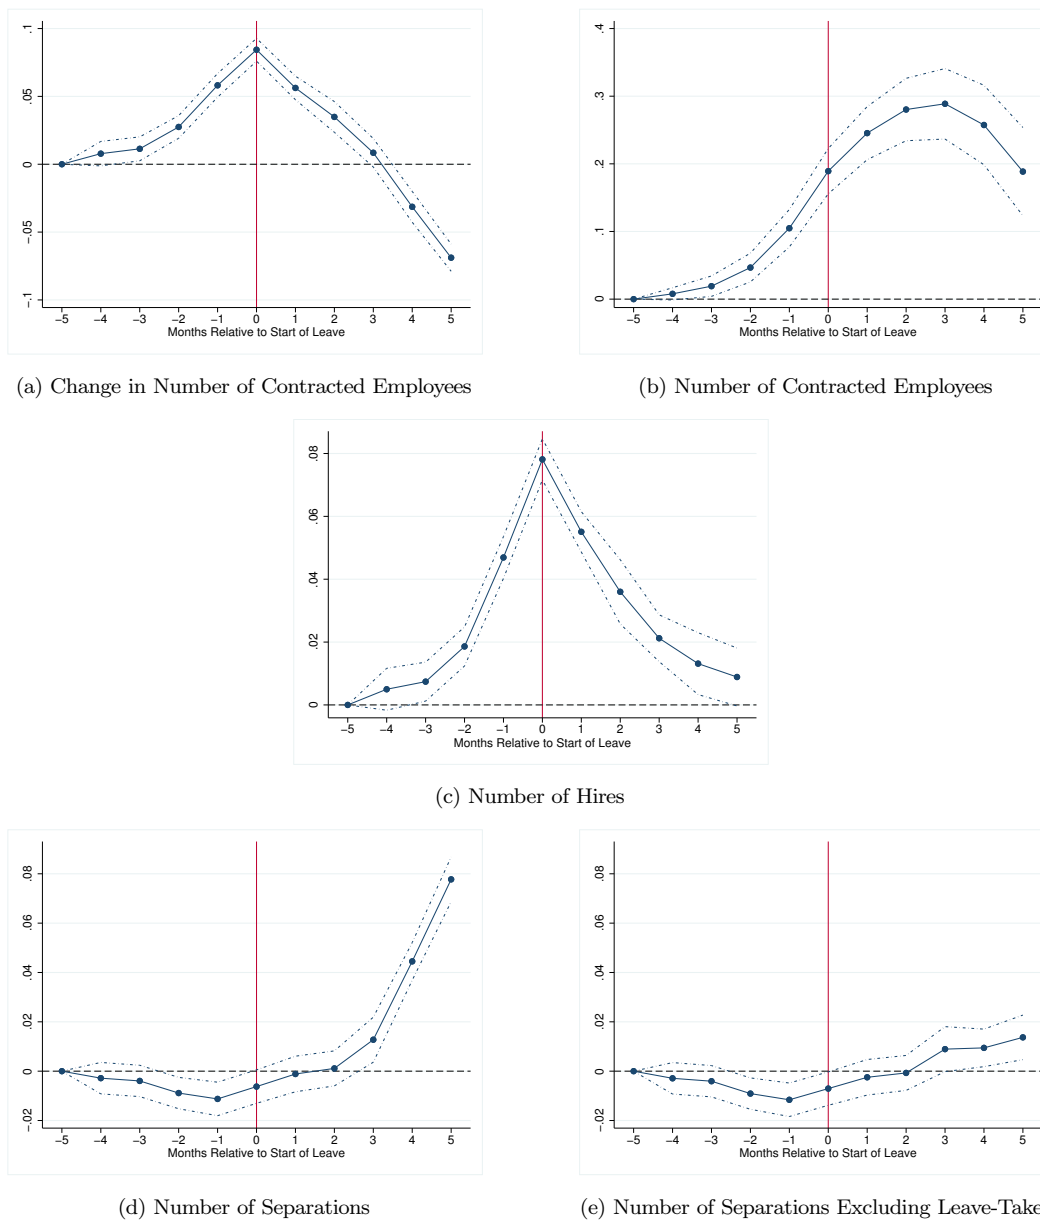 .1
.05
0
-.05
-.1
−5 −4 −3 −2 −1 0 1 2 3 4 5
Months Relative to Start of Leave
(a) Change in Number of Contracted Employees
.4
.3
.2
.1
0
−5 −4 −3 −2 −1 0 1 2 3 4 5
Months Relative to Start of Leave
(b) Number of Contracted Employees
.08
.06
.04
.02
0
−5 −4 −3 −2 −1 0 1 2 3 4 5
Months Relative to Start of Leave
(c) Number of Hires
.08
.06
.04
.02
0
-.02
−5 −4 −3 −2 −1 0 1 2 3 4 5
Months Relative to Start of Leave
(d) Number of Separations
.08
.06
.04
.02
0
-.02
−5 −4 −3 −2 −1 0 1 2 3 4 5
Months Relative to Start of Leave
(e) Number of Separations Excluding Leave-Take